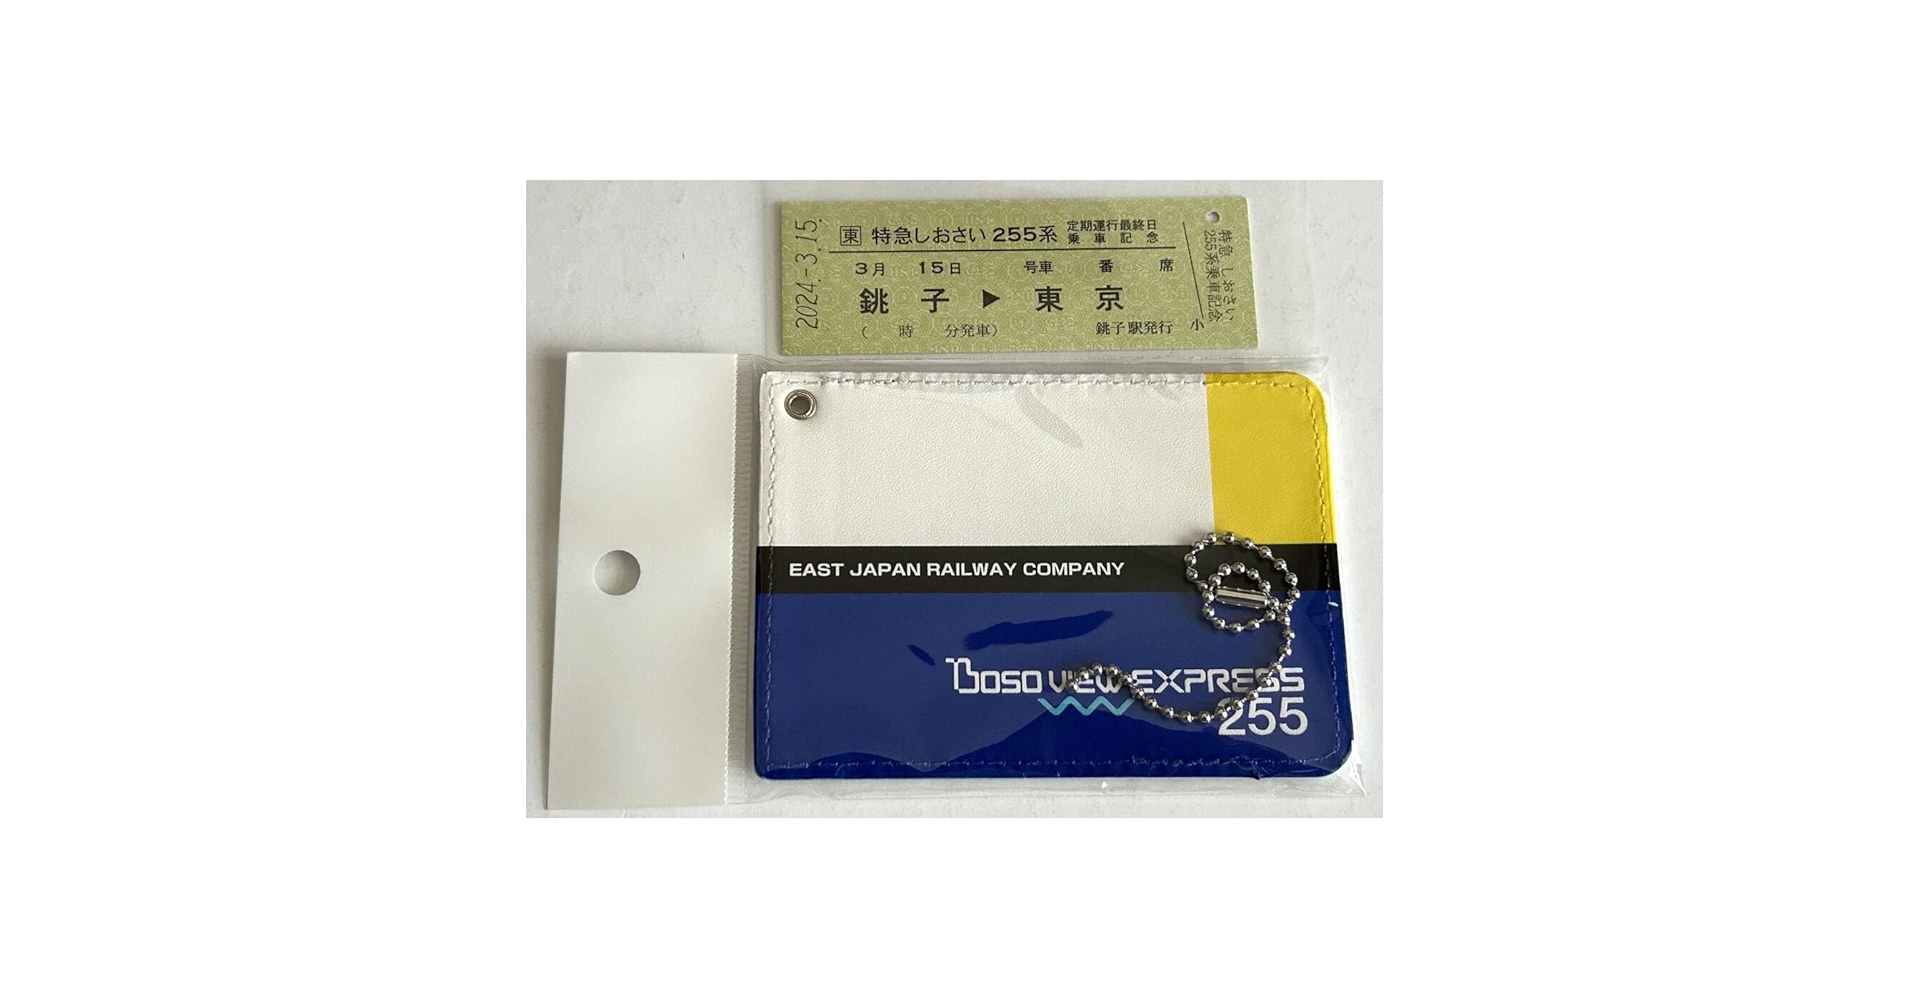 2024.-3.15.
東 特急しおさい 255系 定期運行最終日
乗車記念
3月 15日 号車 番 席
銚子 ▶ 東京
( 時 分発車)
銚子駅発行 小
特急 しおさい
255系乗車記念
EAST JAPAN RAILWAY COMPANY
BOSO VIEW EXPRESS
255